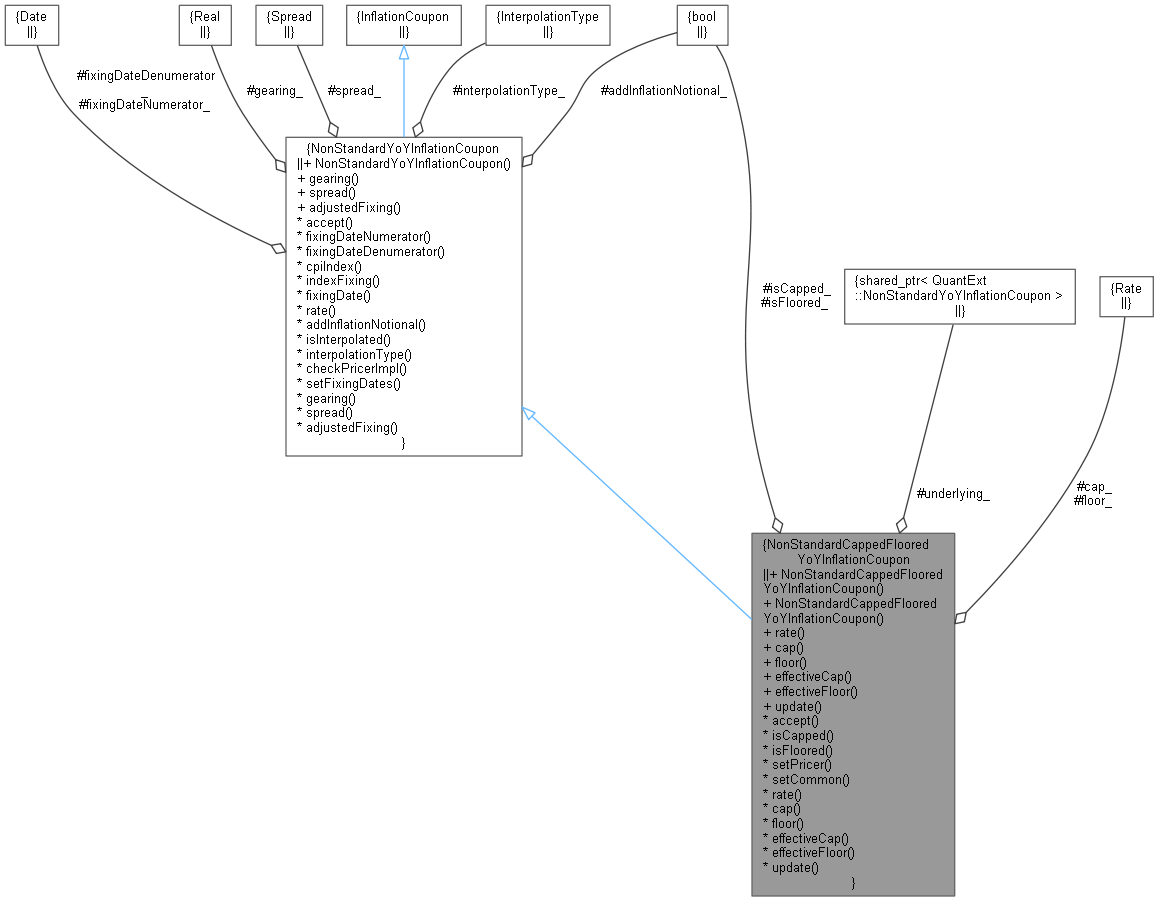 {Date
||}
{Real
||}
{Spread
||}
{InflationCoupon
||}
{InterpolationType
||}
{bool
||}
#fixingDateDenumerator
_
#fixingDateNumerator_
#gearing_
#spread_
#interpolationType_
#addInflationNotional_
{NonStandardYoYInflationCoupon
||+ NonStandardYoYInflationCoupon()
+ gearing()
+ spread()
+ adjustedFixing()
* accept()
* fixingDateNumerator()
* fixingDateDenumerator()
* cpiIndex()
* indexFixing()
* fixingDate()
* rate()
* addInflationNotional()
* isInterpolated()
* interpolationType()
* checkPricerImpl()
* setFixingDates()
* gearing()
* spread()
* adjustedFixing()
}
#isCapped_
#isFloored_
{shared_ptr< QuantExt
::NonStandardYoYInflationCoupon >
||}
{Rate
||}
#underlying_
#cap_
#floor_
{NonStandardCappedFloored
YoYInflationCoupon
||+ NonStandardCappedFloored
YoYInflationCoupon()
+ NonStandardCappedFloored
YoYInflationCoupon()
+ rate()
+ cap()
+ floor()
+ effectiveCap()
+ effectiveFloor()
+ update()
* accept()
* isCapped()
* isFloored()
* setPricer()
* setCommon()
* rate()
* cap()
* floor()
* effectiveCap()
* effectiveFloor()
* update()
}